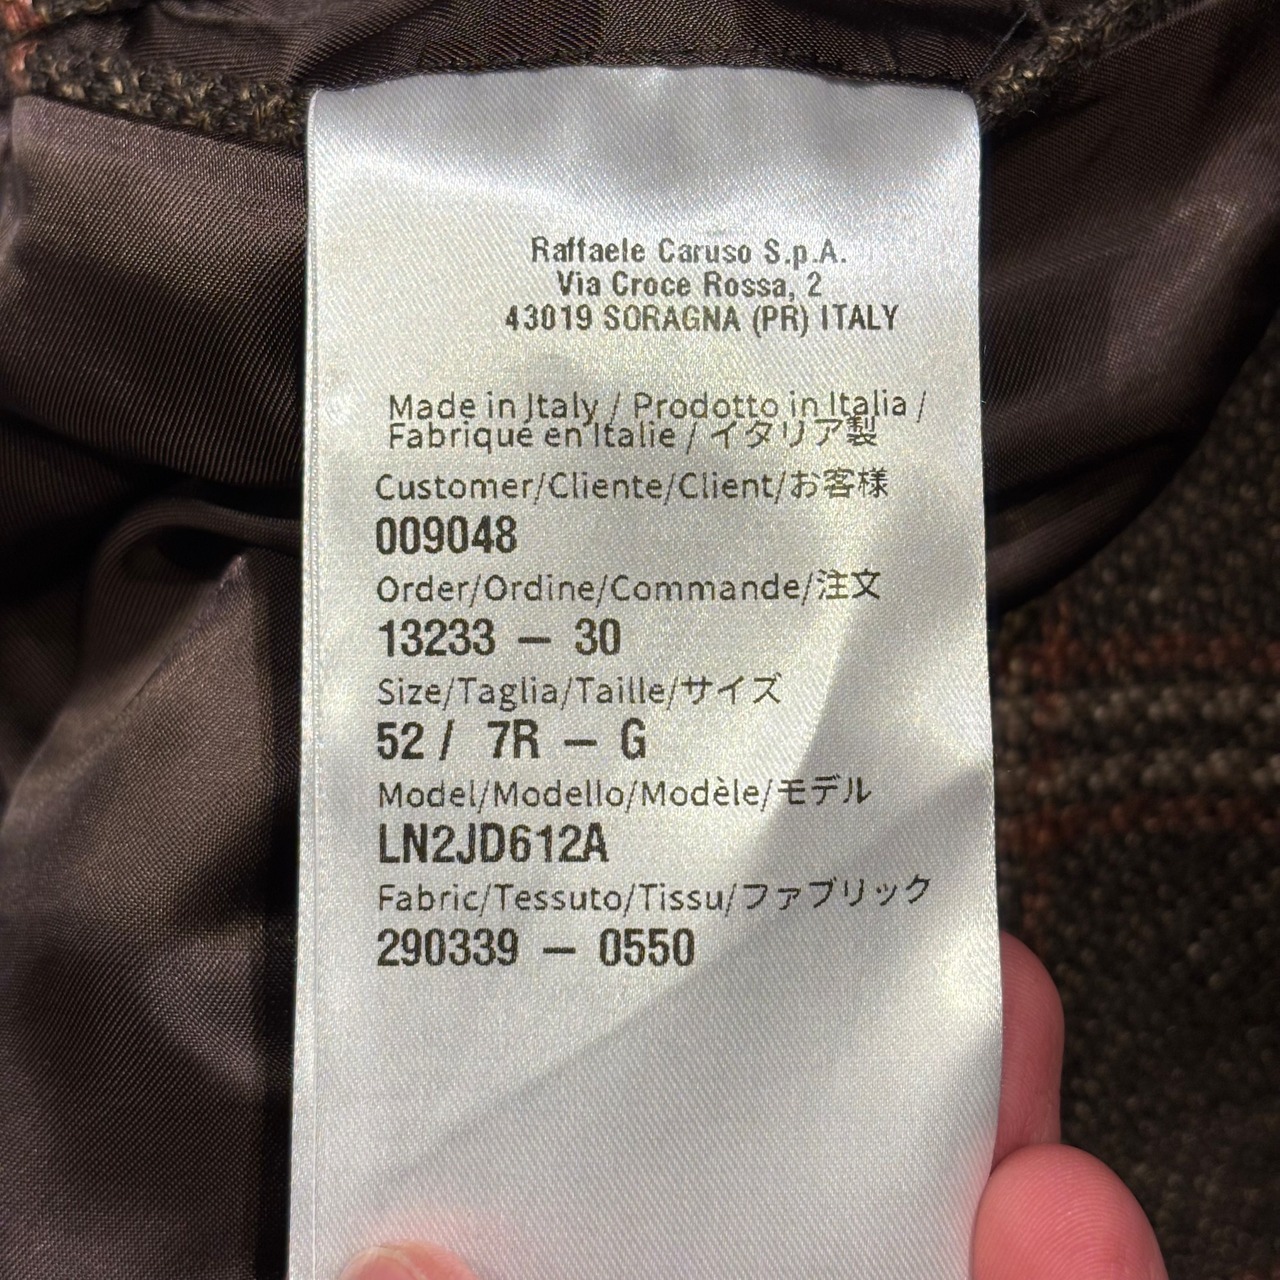 Raffaele Caruso S.p.A.
Via Croce Rossa, 2
43019 SORAGNA (PR) ITALY
Made in Italy / Prodotto in Italia /
Fabriqué en Italie / イタリア製
Customer/Cliente/Client/お客様
009048
Order/Ordine/Commande/注文
13233 – 30
Size/Taglia/Taille/サイズ
52 / 7R – G
Model/Modello/Modèle/モデル
LN2JD612A
Fabric/Tessuto/Tissu/ファブリック
290339 – 0550